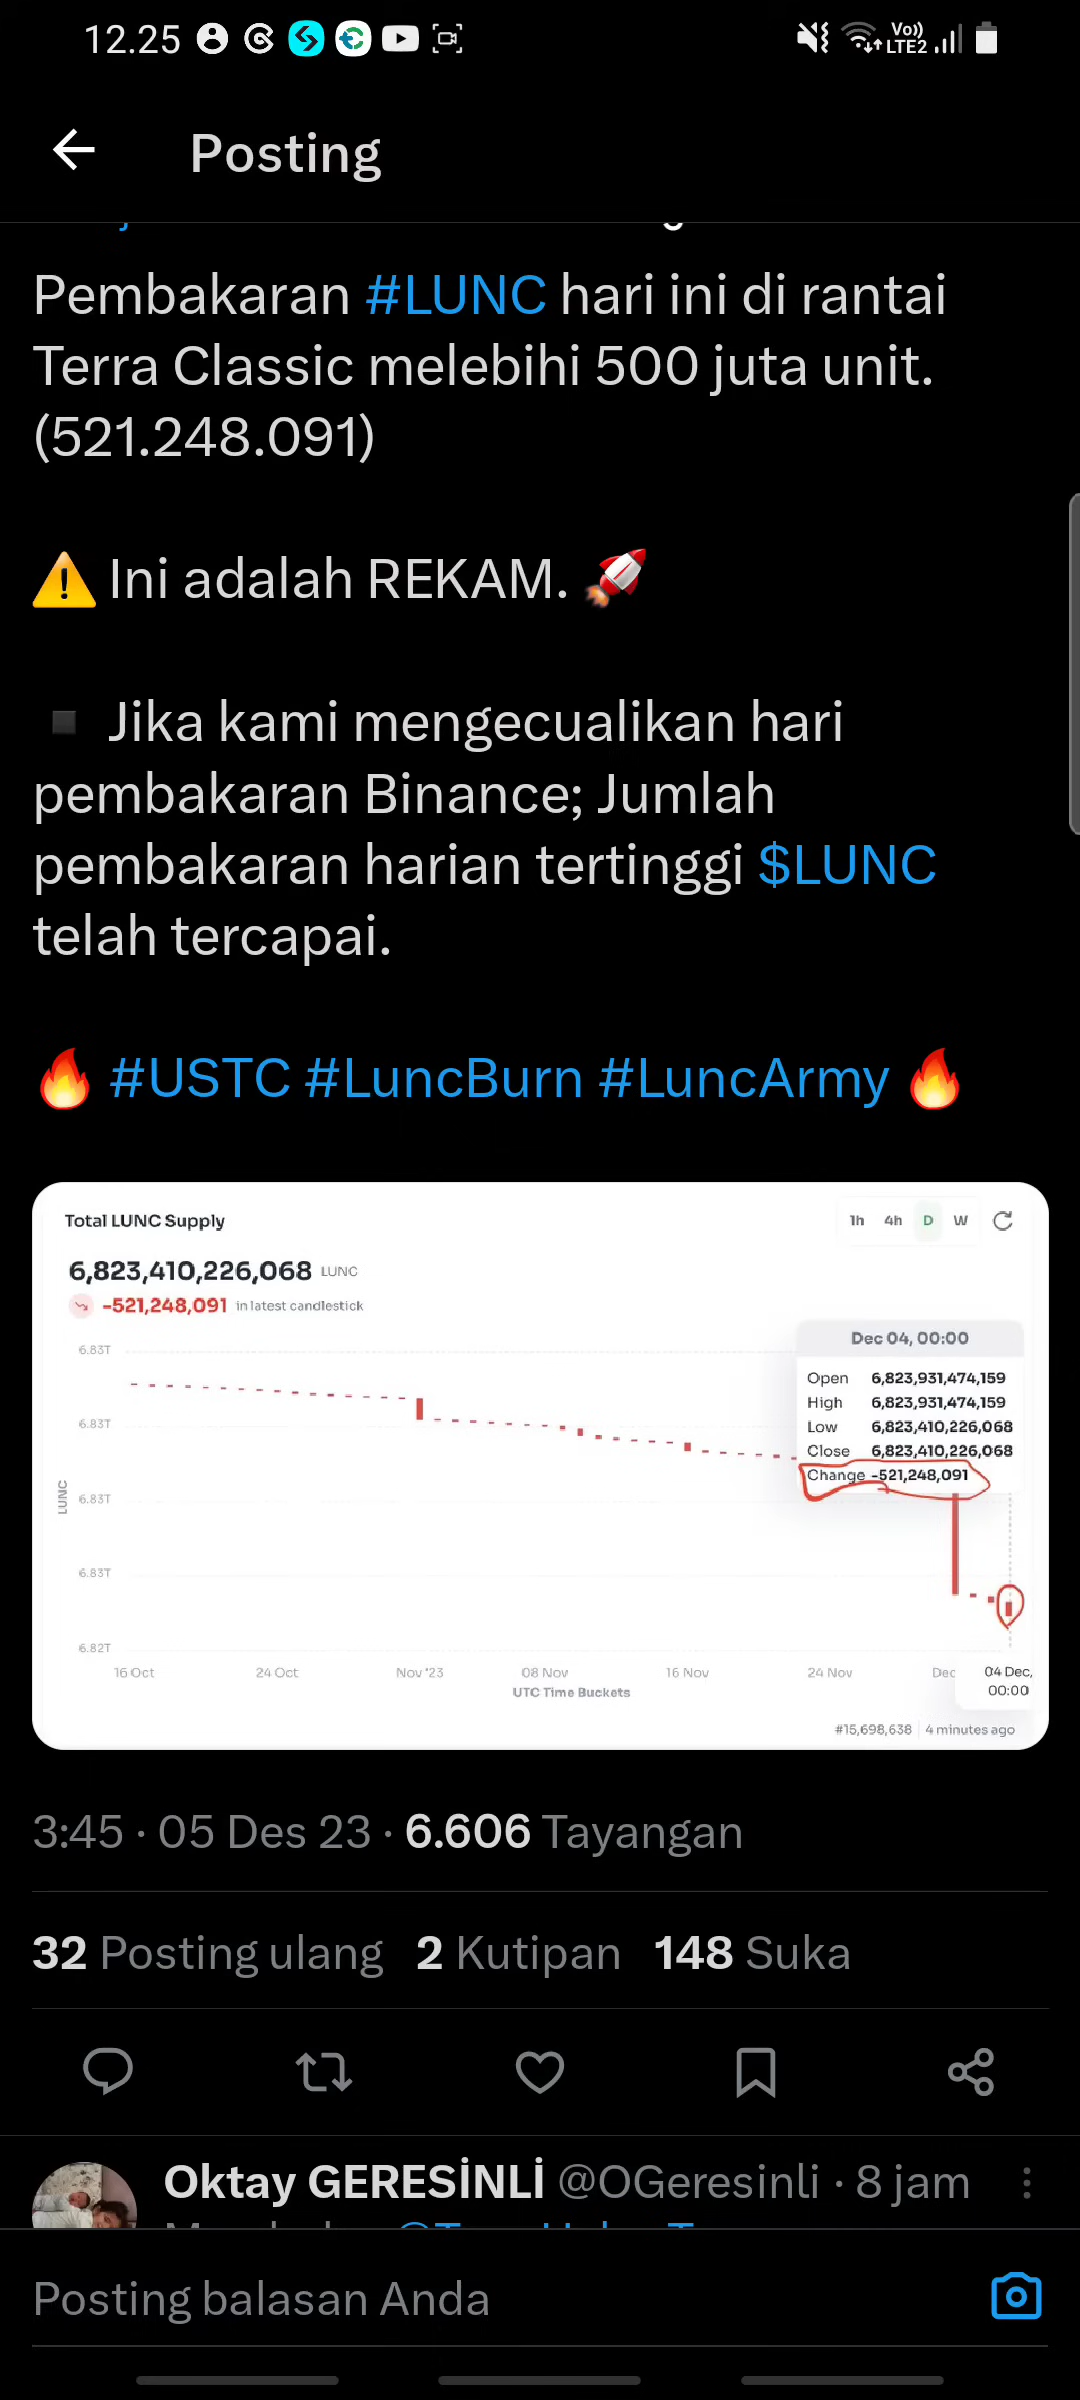 12.25
Vo))
LTE2
Posting
Pembakaran #LUNC hari ini di rantai
Terra Classic melebihi 500 juta unit.
(521.248.091)
⚠️ Ini adalah REKAM. 🚀
▪️ Jika kami mengecualikan hari
pembakaran Binance; Jumlah
pembakaran harian tertinggi $LUNC
telah tercapai.
🔥 #USTC #LuncBurn #LuncArmy 🔥
Total LUNC Supply
1h 4h D W
6,823,410,226,068 LUNC
-521,248,091 in latest candlestick
Dec 04, 00:00
Open 6,823,931,474,159
High 6,823,931,474,159
Low 6,823,410,226,068
Close 6,823,410,226,068
Change -521,248,091
6.83T
6.83T
6.83T
6.83T
6.82T
LUNC
16 Oct 24 Oct Nov '23 08 Nov 16 Nov 24 Nov Dec 04 Dec,
00:00
UTC Time Buckets
#15,698,638 4 minutes ago
3:45 · 05 Des 23 · 6.606 Tayangan
32 Posting ulang 2 Kutipan 148 Suka
Oktay GERESİNLİ @OGeresinli · 8 jam
Posting balasan Anda